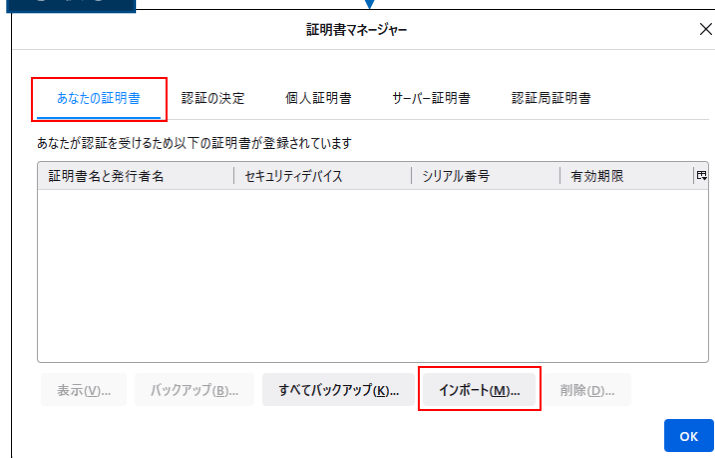 証明書マネージャー
あなたの証明書 認証の決定 個人証明書 サーバー証明書 認証局証明書
あなたが認証を受けるため以下の証明書が登録されています
証明書名と発行者名 セキュリティデバイス シリアル番号 有効期限
表示(V)... バックアップ(B)... すべてバックアップ(K)... インポート(M)... 削除(D)...
OK